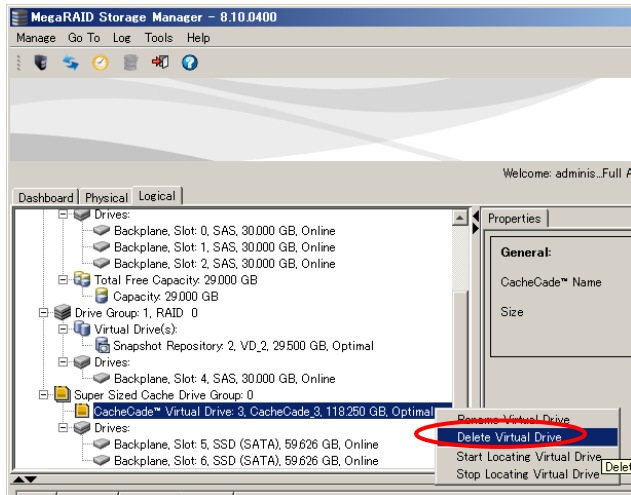 MegaRAID Storage Manager - 8.10.0400
Manage Go To Log Tools Help
Welcome: adminis...Full A
Dashboard Physical Logical
Drives:
Backplane, Slot: 0, SAS, 30.000 GB, Online
Backplane, Slot: 1, SAS, 30.000 GB, Online
Backplane, Slot: 2, SAS, 30.000 GB, Online
Total Free Capacity: 29.000 GB
Capacity: 29.000 GB
Drive Group: 1, RAID 0
Virtual Drive(s):
Snapshot Repository: 2, VD_2, 29.500 GB, Optimal
Drives:
Backplane, Slot: 4, SAS, 30.000 GB, Online
Super Sized Cache Drive Group: 0
CacheCade™ Virtual Drive: 3, CacheCade_3, 118.250 GB, Optimal
Drives:
Backplane, Slot: 5, SSD (SATA), 59.626 GB, Online
Backplane, Slot: 6, SSD (SATA), 59.626 GB, Online
Properties
General:
CacheCade™ Name
Size
Rename Virtual Drive
Delete Virtual Drive
Start Locating Virtual Drive
Stop Locating Virtual Drive
Delet